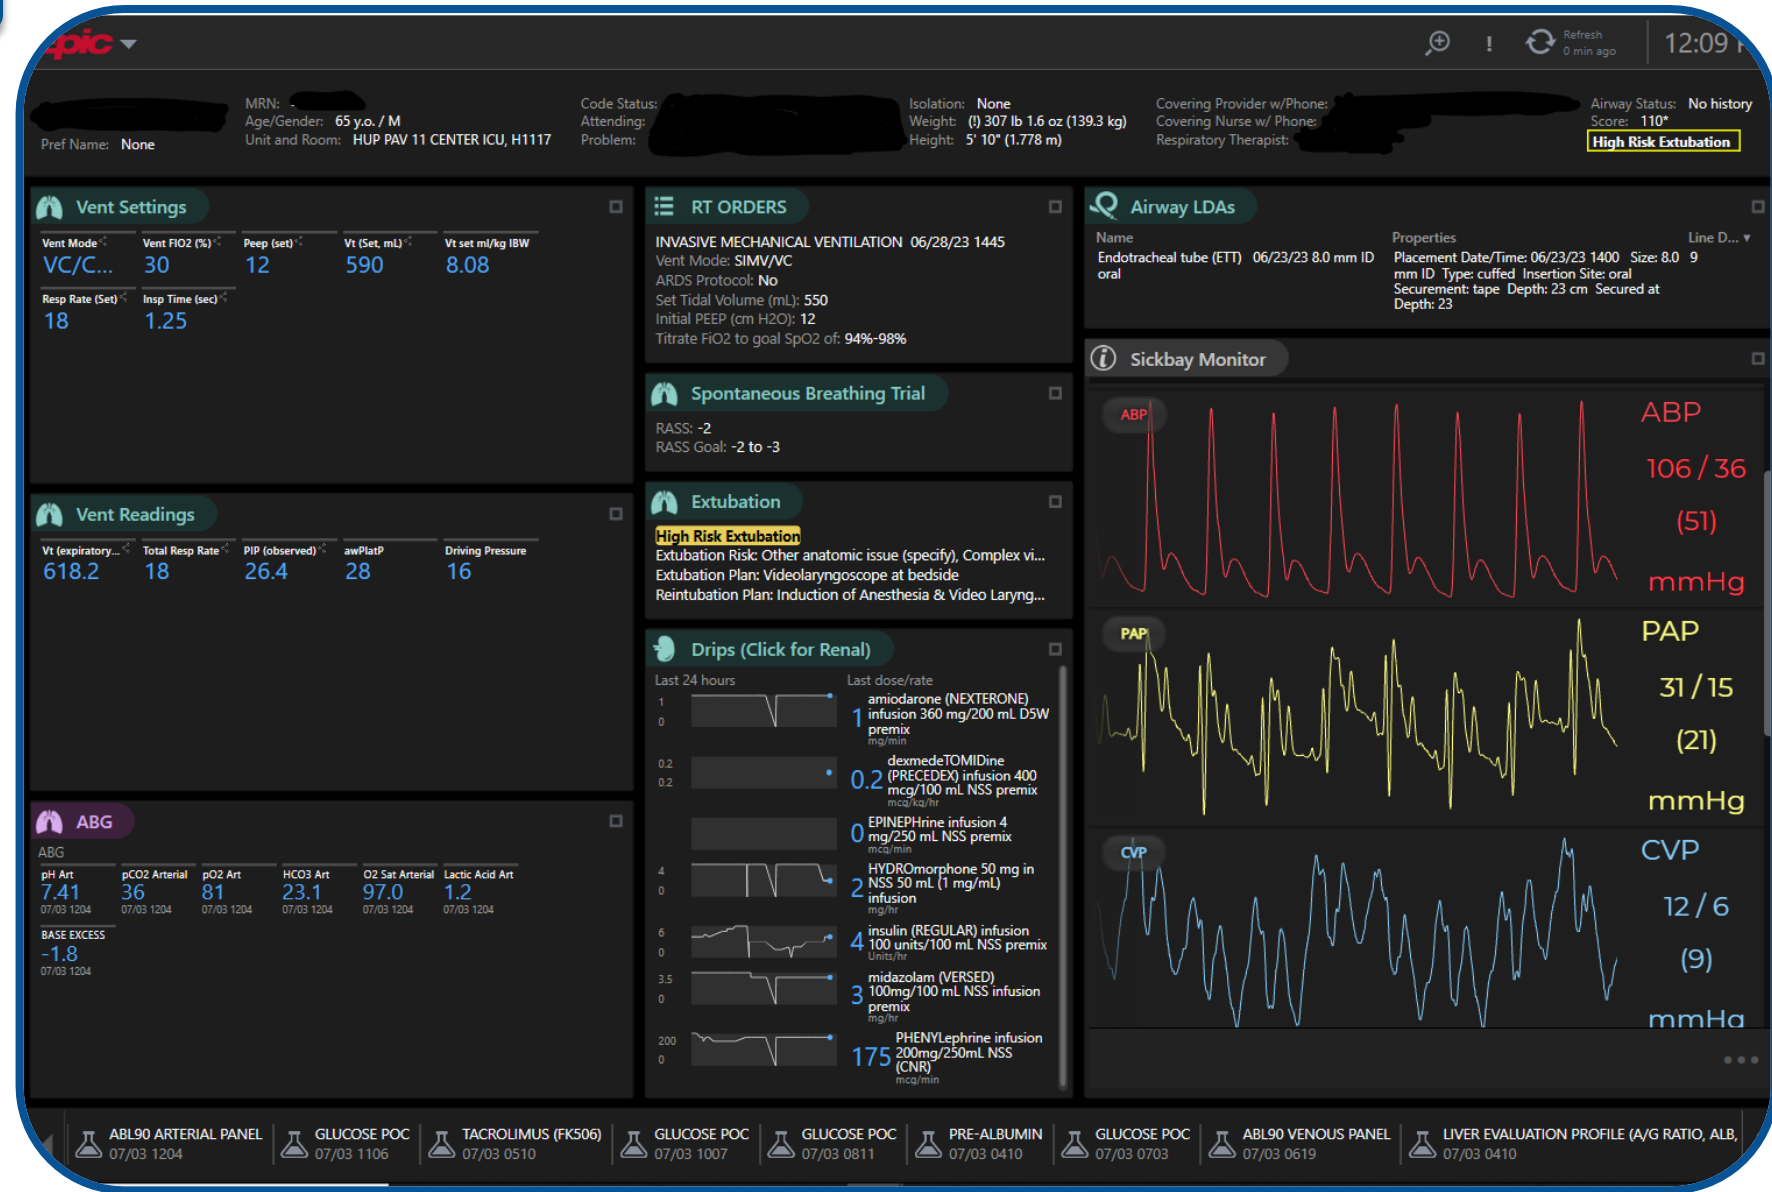 Epic
Refresh
0 min ago
12:09
MRN:
Age/Gender: 65 y.o. / M
Pref Name: None
Unit and Room: HUP PAV 11 CENTER ICU, H1117
Code Status:
Attending:
Problem:
Isolation: None
Weight: (!) 307 lb 1.6 oz (139.3 kg)
Height: 5' 10" (1.778 m)
Covering Provider w/Phone:
Covering Nurse w/ Phone:
Respiratory Therapist:
Airway Status: No history
Score: 110*
High Risk Extubation
Vent Settings
Vent Mode Vent FIO2 (%) Peep (set) Vt (Set, mL) Vt set ml/kg IBW
VC/C... 30 12 590 8.08
Resp Rate (Set) Insp Time (sec)
18 1.25
Vent Readings
Vt (expiratory... Total Resp Rate PIP (observed) awPlatP Driving Pressure
618.2 18 26.4 28 16
ABG
ABG
pH Art pCO2 Arterial pO2 Art HCO3 Art O2 Sat Arterial Lactic Acid Art
7.41 36 81 23.1 97.0 1.2
07/03 1204 07/03 1204 07/03 1204 07/03 1204 07/03 1204 07/03 1204
BASE EXCESS
-1.8
07/03 1204
RT ORDERS
INVASIVE MECHANICAL VENTILATION 06/28/23 1445
Vent Mode: SIMV/VC
ARDS Protocol: No
Set Tidal Volume (mL): 550
Initial PEEP (cm H2O): 12
Titrate FiO2 to goal SpO2 of: 94%-98%
Spontaneous Breathing Trial
RASS: -2
RASS Goal: -2 to -3
Extubation
High Risk Extubation
Extubation Risk: Other anatomic issue (specify), Complex vi...
Extubation Plan: Videolaryngoscope at bedside
Reintubation Plan: Induction of Anesthesia & Video Laryng...
Drips (Click for Renal)
Last 24 hours Last dose/rate
1
0
1 amiodarone (NEXTERONE)
infusion 360 mg/200 mL D5W
premix
mg/min
0.2
0.2
0.2 dexmedeTOMIDine
(PRECEDEX) infusion 400
mcg/100 mL NSS premix
mcg/kg/hr
0 EPINEPHrine infusion 4
mg/250 mL NSS premix
mcg/min
4
0
2 HYDROmorphone 50 mg in
NSS 50 mL (1 mg/mL)
infusion
mg/hr
6
0
4 insulin (REGULAR) infusion
100 units/100 mL NSS premix
Units/hr
3.5
0
3 midazolam (VERSED)
100mg/100 mL NSS infusion
premix
mg/hr
200
0
175 PHENYLephrine infusion
200mg/250mL NSS
(CNR)
mcg/min
Airway LDAs
Name Properties Line D...
Endotracheal tube (ETT) 06/23/23 8.0 mm ID
oral
Placement Date/Time: 06/23/23 1400 Size: 8.0
mm ID Type: cuffed Insertion Site: oral
Securement: tape Depth: 23 cm Secured at
Depth: 23
9
Sickbay Monitor
ABP
ABP
106 / 36
(51)
mmHg
PAP
PAP
31 / 15
(21)
mmHg
CVP
CVP
12 / 6
(9)
mmHg
ABL90 ARTERIAL PANEL
07/03 1204
GLUCOSE POC
07/03 1106
TACROLIMUS (FK506)
07/03 0510
GLUCOSE POC
07/03 1007
GLUCOSE POC
07/03 0811
PRE-ALBUMIN
07/03 0410
GLUCOSE POC
07/03 0703
ABL90 VENOUS PANEL
07/03 0619
LIVER EVALUATION PROFILE (A/G RATIO, ALB,
07/03 0410